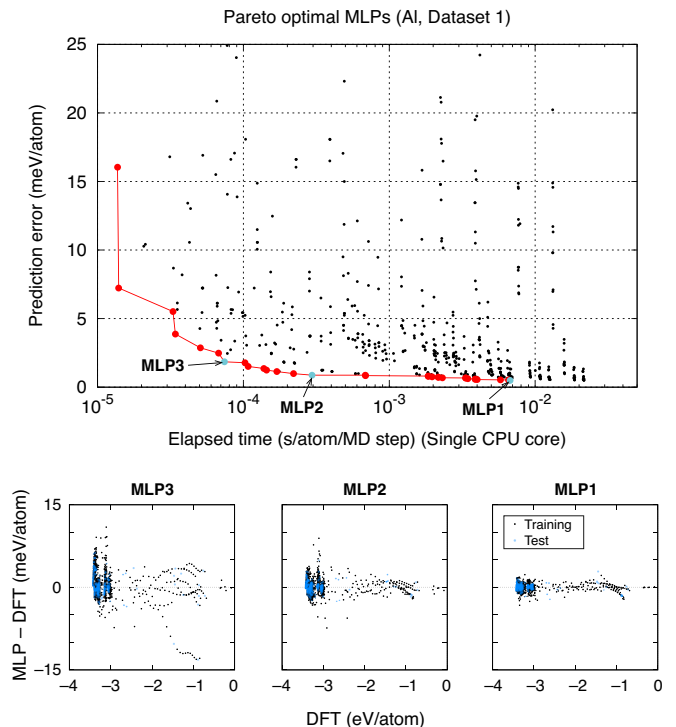 Pareto optimal MLPs (Al, Dataset 1)
Prediction error (meV/atom)
25
20
15
10
5
0
MLP3
MLP2
MLP1
10⁻⁵
10⁻⁴
10⁻³
10⁻²
Elapsed time (s/atom/MD step) (Single CPU core)
MLP3
MLP2
MLP1
MLP − DFT (meV/atom)
15
0
−15
Training
Test
−4 −3 −2 −1 0
−4 −3 −2 −1 0
−4 −3 −2 −1 0
DFT (eV/atom)